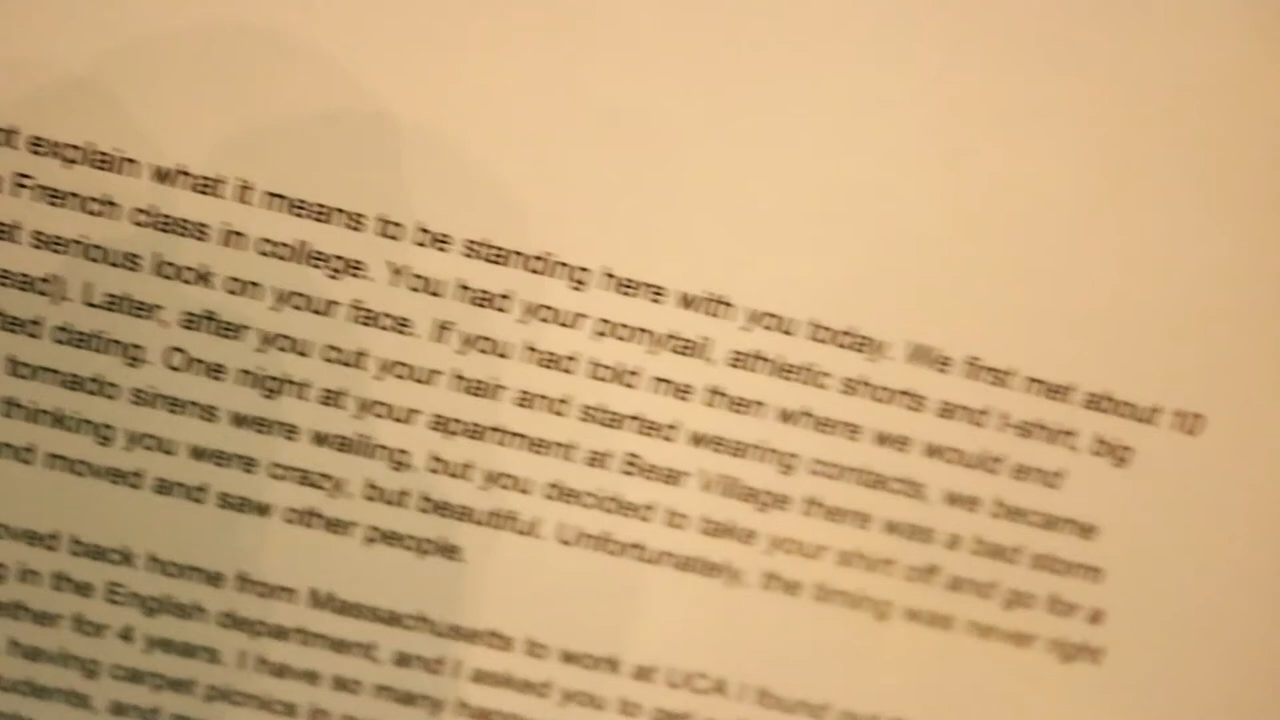 explain what it means to be standing here with you today. We first met about 10
French class in college. You had your ponytail, athletic shorts and t-shirt, big
serious look on your face. If you had told me then where we would end
Later, after you cut your hair and started wearing contacts, we became
dating. One night at your apartment at Bear Village there was a bad storm
tornado sirens were wailing, but you decided to take your shirt off and go for a
thinking you were crazy, but beautiful. Unfortunately, the timing was never right
moved and saw other people.
back home from Massachusetts to work at UCA I found
in the English department, and I asked you to get
for 4 years. I have so many
having carpet picnics in
and